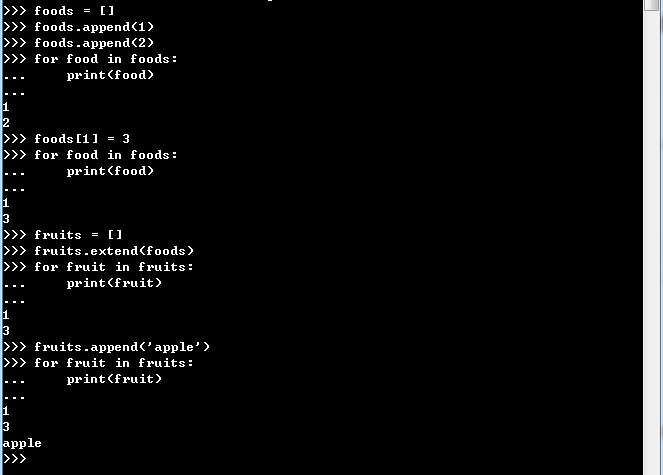 >>> foods = []
>>> foods.append(1)
>>> foods.append(2)
>>> for food in foods:
...     print(food)
...
1
2
>>> foods[1] = 3
>>> for food in foods:
...     print(food)
...
1
3
>>> fruits = []
>>> fruits.extend(foods)
>>> for fruit in fruits:
...     print(fruit)
...
1
3
>>> fruits.append('apple')
>>> for fruit in fruits:
...     print(fruit)
...
1
3
apple
>>>